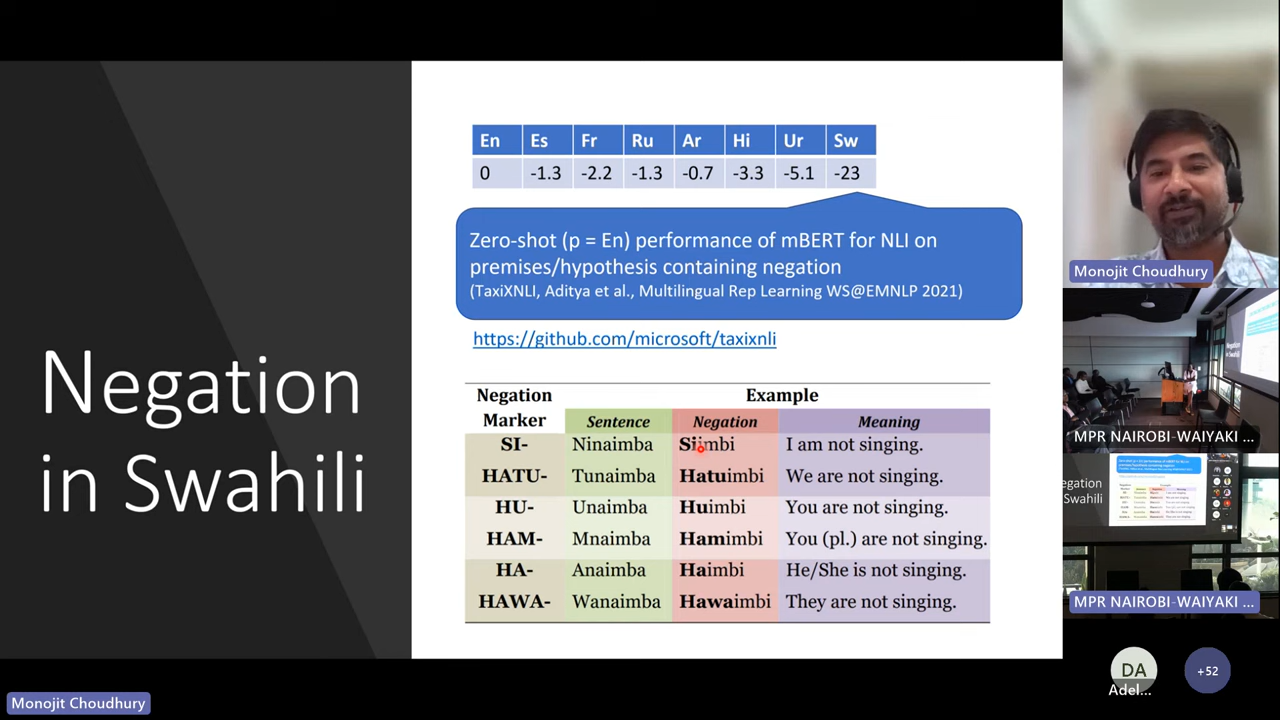 Negation
in Swahili
En Es Fr Ru Ar Hi Ur Sw
0 -1.3 -2.2 -1.3 -0.7 -3.3 -5.1 -23
Zero-shot (p = En) performance of mBERT for NLI on
premises/hypothesis containing negation
(TaxiXNLI, Aditya et al., Multilingual Rep Learning WS@EMNLP 2021)
https://github.com/microsoft/taxixnli
Negation Marker Example
Sentence Negation Meaning
SI- Ninaimba Siimbi I am not singing.
HATU- Tunaimba Hatuimbi We are not singing.
HU- Unaimba Huimbi You are not singing.
HAM- Mnaimba Hamimbi You (pl.) are not singing.
HA- Anaimba Haimbi He/She is not singing.
HAWA- Wanaimba Hawaimbi They are not singing.
Monojit Choudhury
MPR NAIROBI-WAIYAKI ...
egation
Swahili
MPR NAIROBI-WAIYAKI ...
DA
Adel...
+52
Monojit Choudhury